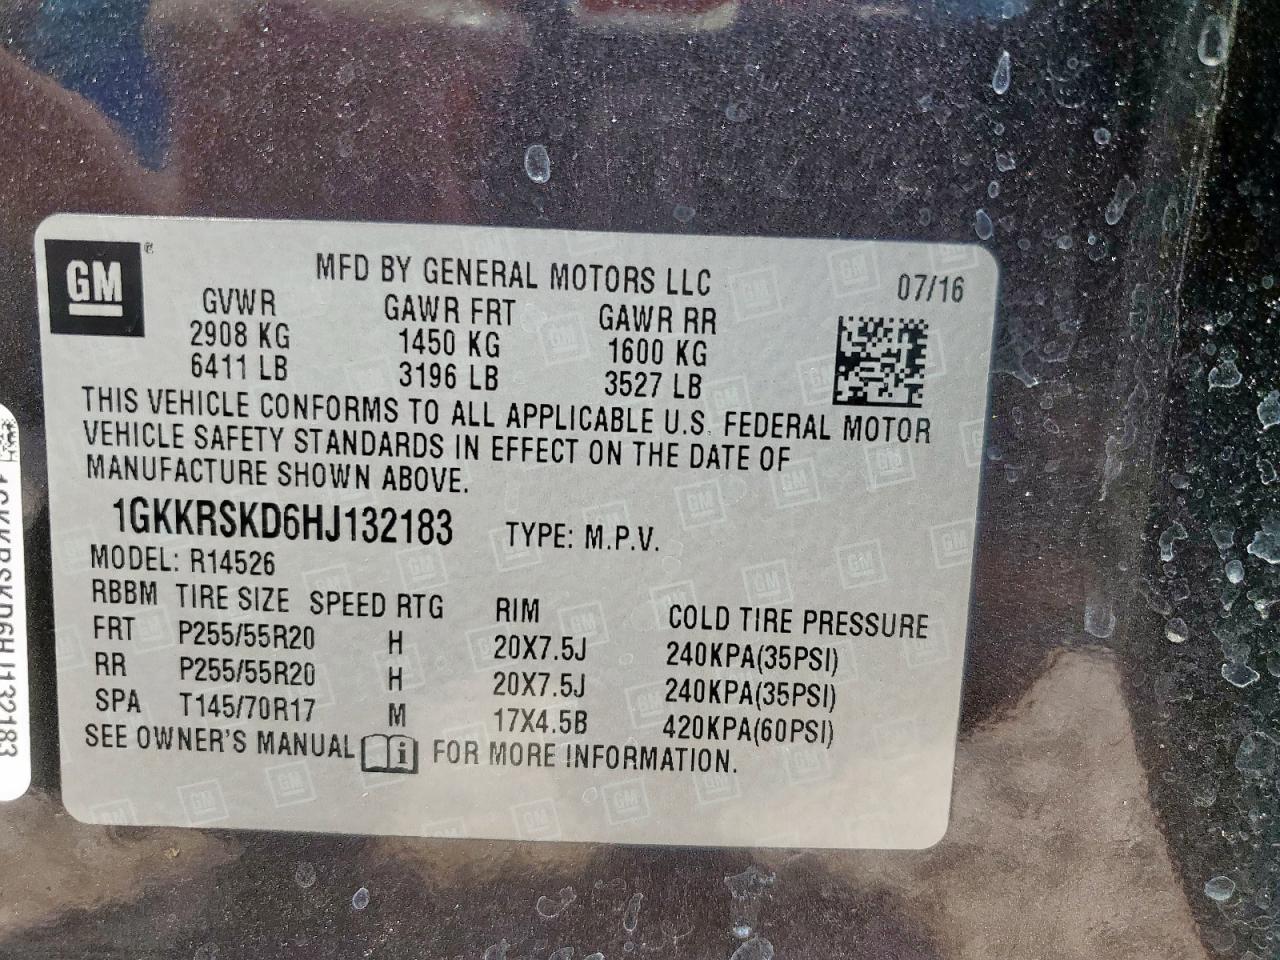 GM ®
MFD BY GENERAL MOTORS LLC 07/16
GVWR GAWR FRT GAWR RR
2908 KG 1450 KG 1600 KG
6411 LB 3196 LB 3527 LB
THIS VEHICLE CONFORMS TO ALL APPLICABLE U.S. FEDERAL MOTOR
VEHICLE SAFETY STANDARDS IN EFFECT ON THE DATE OF
MANUFACTURE SHOWN ABOVE.
1GKKRSKD6HJ132183 TYPE: M.P.V.
MODEL: R14526
RBBM TIRE SIZE SPEED RTG RIM COLD TIRE PRESSURE
FRT P255/55R20 H 20X7.5J 240KPA(35PSI)
RR P255/55R20 H 20X7.5J 240KPA(35PSI)
SPA T145/70R17 M 17X4.5B 420KPA(60PSI)
SEE OWNER'S MANUAL i FOR MORE INFORMATION.
1GKKRSKD6HJ132183